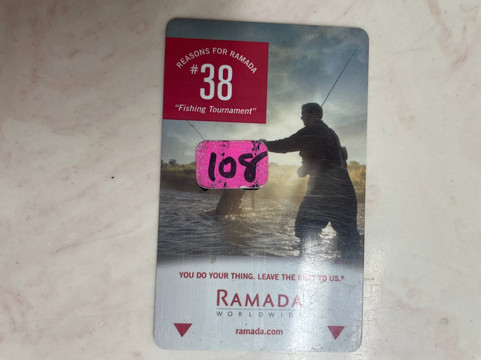 REASONS FOR RAMADA
#38
"Fishing Tournament"
108
YOU DO YOUR THING. LEAVE THE REST TO US.®
RAMADA
WORLDWIDE
ramada.com